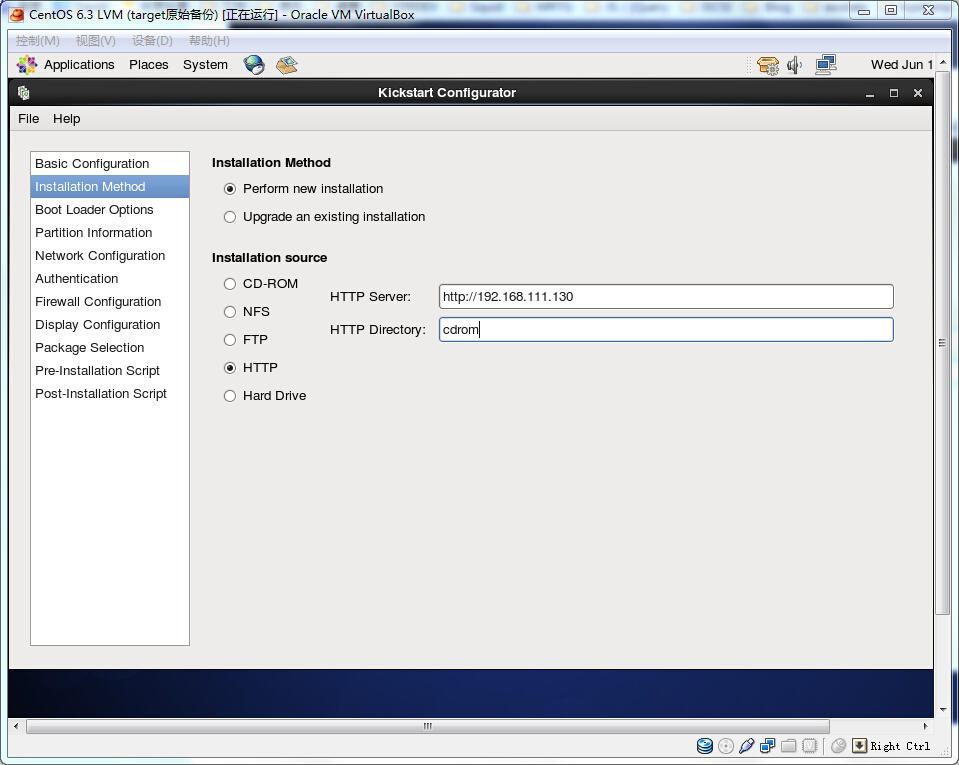 CentOS 6.3 LVM (target原始备份) [正在运行] - Oracle VM VirtualBox
控制(M) 视图(V) 设备(D) 帮助(H)
Applications Places System Wed Jun 1
Kickstart Configurator
File Help
Basic Configuration
Installation Method
Boot Loader Options
Partition Information
Network Configuration
Authentication
Firewall Configuration
Display Configuration
Package Selection
Pre-Installation Script
Post-Installation Script
Installation Method
Perform new installation
Upgrade an existing installation
Installation source
CD-ROM
NFS
FTP
HTTP
Hard Drive
HTTP Server: http://192.168.111.130
HTTP Directory: cdrom
Right Ctrl